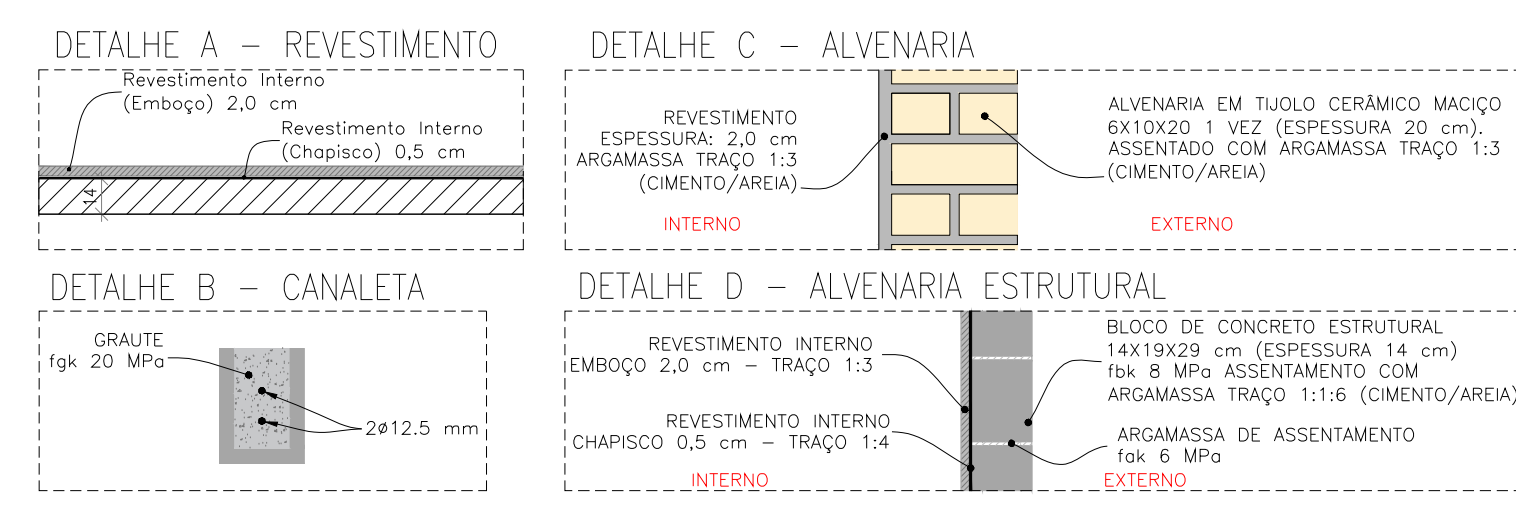 DETALHE A – REVESTIMENTO
Revestimento Interno
(Emboço) 2,0 cm
Revestimento Interno
(Chapisco) 0,5 cm
14
DETALHE C – ALVENARIA
REVESTIMENTO
ESPESSURA: 2,0 cm
ARGAMASSA TRAÇO 1:3
(CIMENTO/AREIA)
INTERNO
ALVENARIA EM TIJOLO CERÂMICO MACIÇO
6X10X20 1 VEZ (ESPESSURA 20 cm).
ASSENTADO COM ARGAMASSA TRAÇO 1:3
(CIMENTO/AREIA)
EXTERNO
DETALHE B – CANALETA
GRAUTE
fgk 20 MPa
2ø12.5 mm
DETALHE D – ALVENARIA ESTRUTURAL
REVESTIMENTO INTERNO
EMBOÇO 2,0 cm – TRAÇO 1:3
REVESTIMENTO INTERNO
CHAPISCO 0,5 cm – TRAÇO 1:4
INTERNO
BLOCO DE CONCRETO ESTRUTURAL
14X19X29 cm (ESPESSURA 14 cm)
fbk 8 MPa ASSENTAMENTO COM
ARGAMASSA TRAÇO 1:1:6 (CIMENTO/AREIA)
ARGAMASSA DE ASSENTAMENTO
fak 6 MPa
EXTERNO